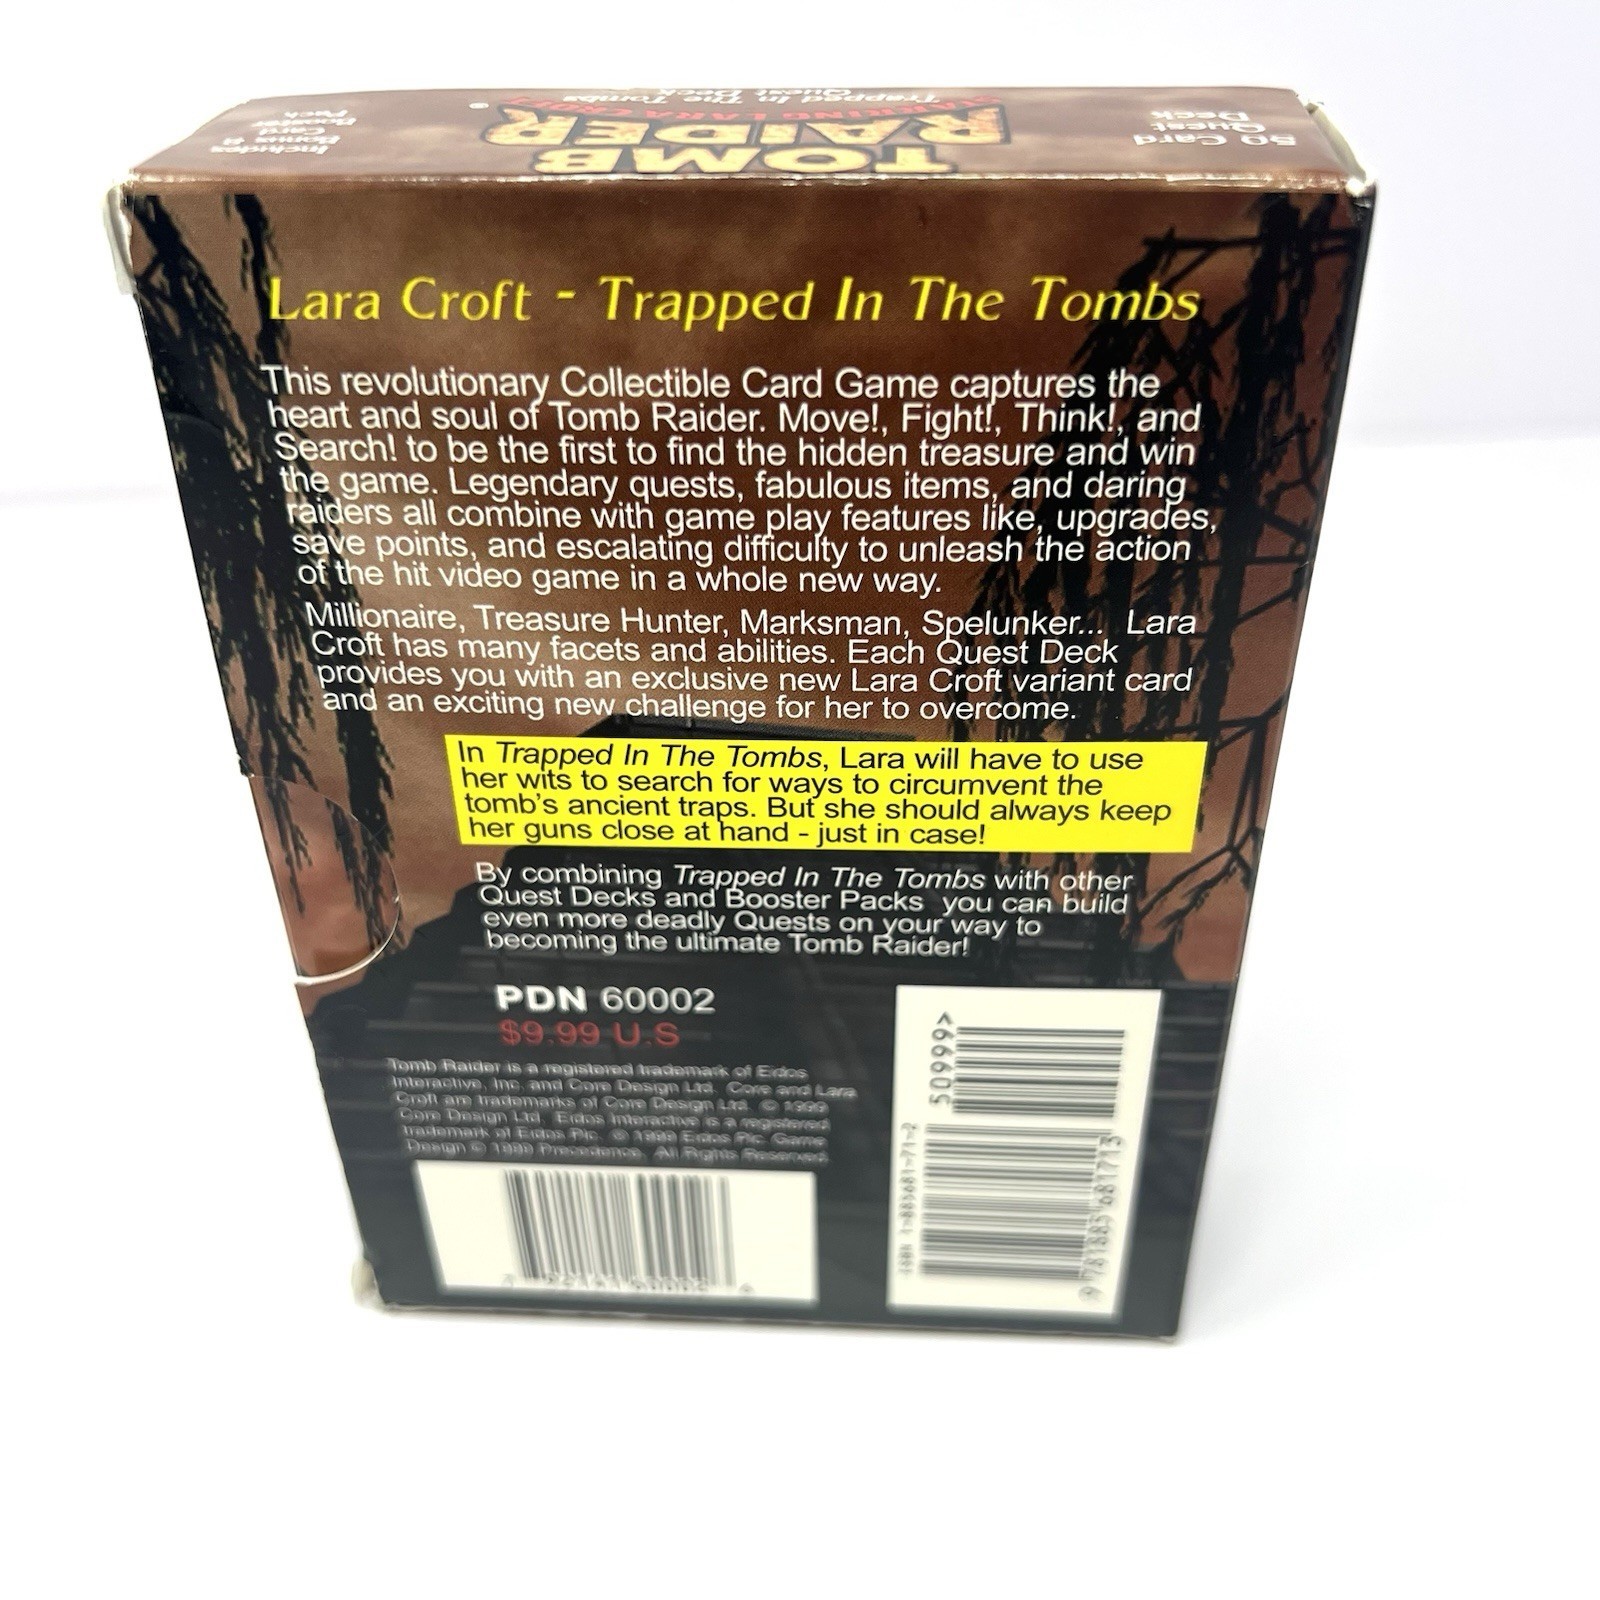 50 Card
Quest
Deck
TOMB
RAIDER
STARRING LARA CROFT
Trapped In The Tombs
Quest Deck
Includes
Bonus 8
Card
Booster
Pack
Lara Croft - Trapped In The Tombs
This revolutionary Collectible Card Game captures the
heart and soul of Tomb Raider. Move!, Fight!, Think!, and
Search! to be the first to find the hidden treasure and win
the game. Legendary quests, fabulous items, and daring
raiders all combine with game play features like, upgrades,
save points, and escalating difficulty to unleash the action
of the hit video game in a whole new way.
Millionaire, Treasure Hunter, Marksman, Spelunker... Lara
Croft has many facets and abilities. Each Quest Deck
provides you with an exclusive new Lara Croft variant card
and an exciting new challenge for her to overcome.
In Trapped In The Tombs, Lara will have to use
her wits to search for ways to circumvent the
tomb's ancient traps. But she should always keep
her guns close at hand - just in case!
By combining Trapped In The Tombs with other
Quest Decks and Booster Packs you can build
even more deadly Quests on your way to
becoming the ultimate Tomb Raider!
PDN 60002
$9.99 U.S
Tomb Raider is a registered trademark of Eidos
Interactive, Inc. and Core Design Ltd. Core and Lara
Croft are trademarks of Core Design Ltd. © 1999
Core Design Ltd. Eidos Interactive is a registered
trademark of Eidos Plc. © 1999 Eidos Plc. Game
Design © 1999 Precedence. All Rights Reserved.
50999>
ISBN 1-885681-71-2
9 781885 681713